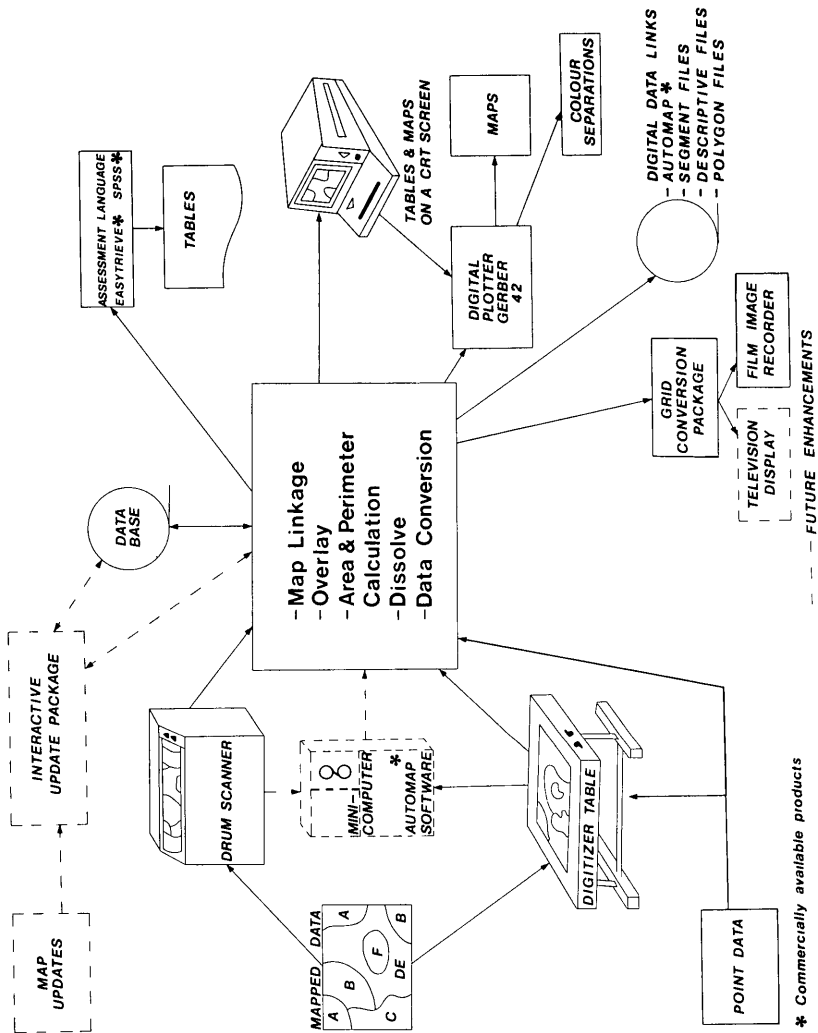 MAP
UPDATES
INTERACTIVE
UPDATE PACKAGE
DATA
BASE
ASSESSMENT LANGUAGE
EASYTRIEVE* SPSS*
TABLES
MAPPED DATA
A
A
B
F
B
C
DE
DRUM SCANNER
MINI-
COMPUTER
*
AUTOMAP
SOFTWARE
DIGITIZER TABLE
POINT DATA
- Map Linkage
- Overlay
- Area & Perimeter
Calculation
- Dissolve
- Data Conversion
TABLES & MAPS
ON A CRT SCREEN
DIGITAL
PLOTTER
GERBER
42
MAPS
COLOUR
SEPARATIONS
DIGITAL DATA LINKS
- AUTOMAP*
- SEGMENT FILES
- DESCRIPTIVE FILES
- POLYGON FILES
GRID
CONVERSION
PACKAGE
TELEVISION
DISPLAY
FILM IMAGE
RECORDER
* Commercially available products
--- FUTURE ENHANCEMENTS